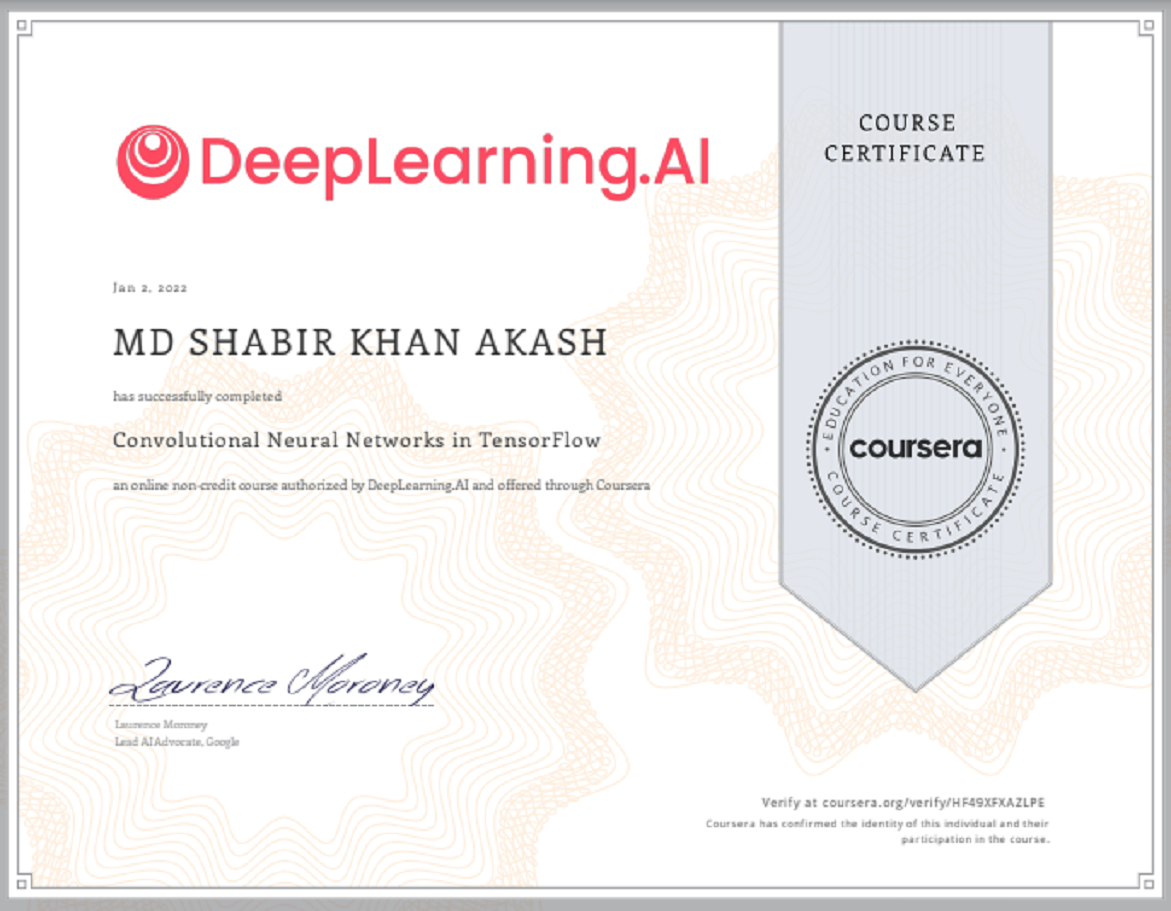 DeepLearning.AI
COURSE
CERTIFICATE
Jan 2, 2022
MD SHABIR KHAN AKASH
has successfully completed
Convolutional Neural Networks in TensorFlow
an online non-credit course authorized by DeepLearning.AI and offered through Coursera
EDUCATION FOR EVERYONE
coursera
COURSE CERTIFICATE
Laurence Moroney
Laurence Moroney
Lead AI Advocate, Google
Verify at coursera.org/verify/HF49XFXAZLPE
Coursera has confirmed the identity of this individual and their
participation in the course.